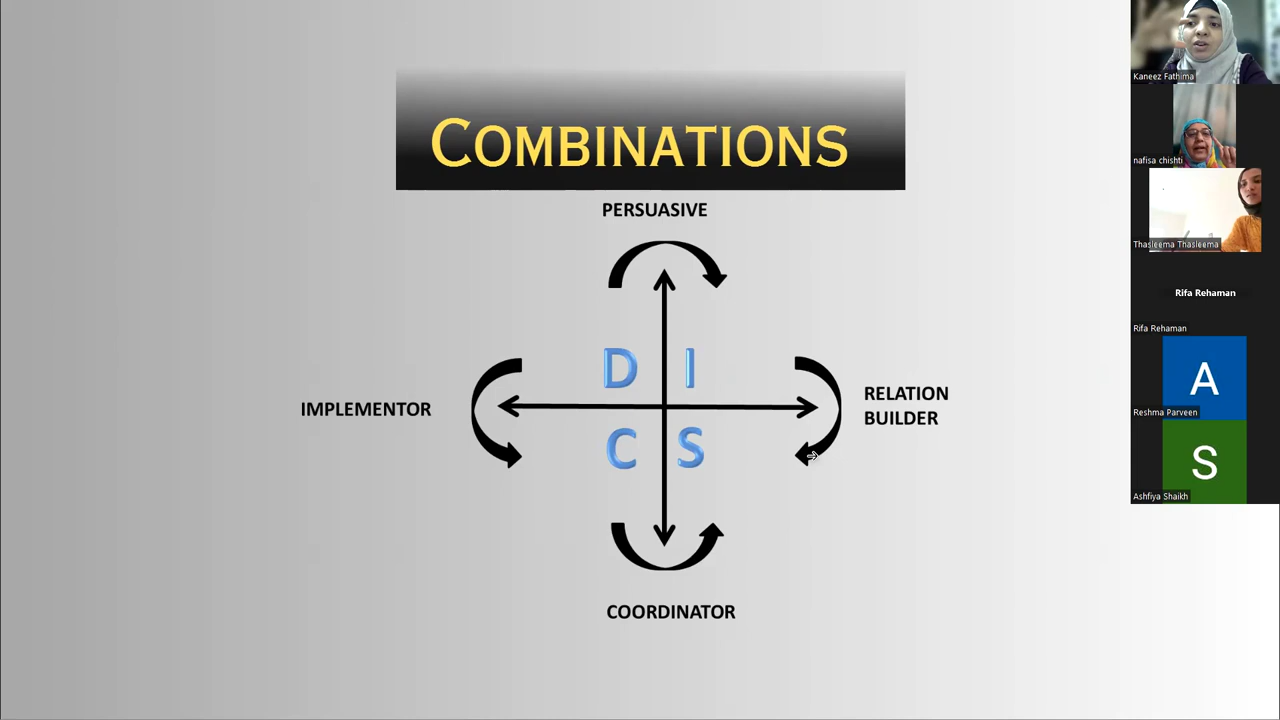 COMBINATIONS
PERSUASIVE
D I
IMPLEMENTOR
RELATION
BUILDER
C S
COORDINATOR
Kaneez Fathima
nafisa chishti
Thasleema Thasleema
Rifa Rehaman
Rifa Rehaman
A
Reshma Parveen
S
Ashfiya Shaikh